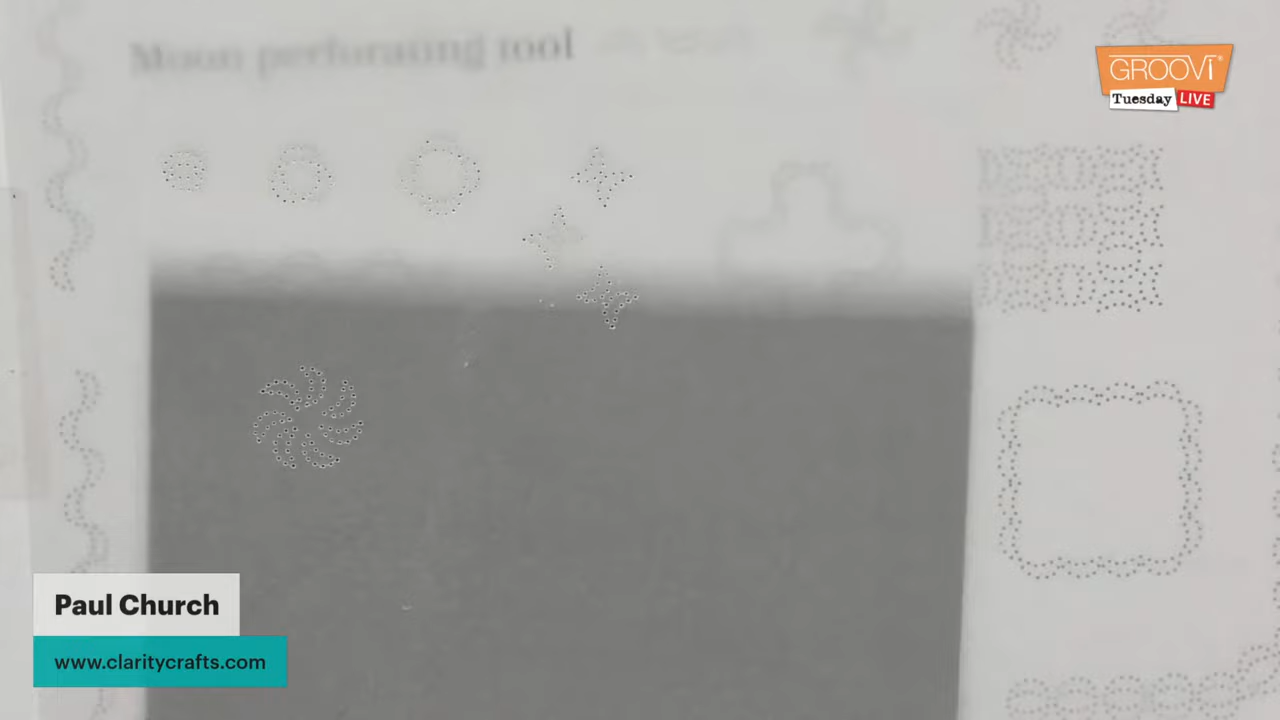 Moon perforating tool
GROOVI®
Tuesday LIVE
Paul Church
www.claritycrafts.com